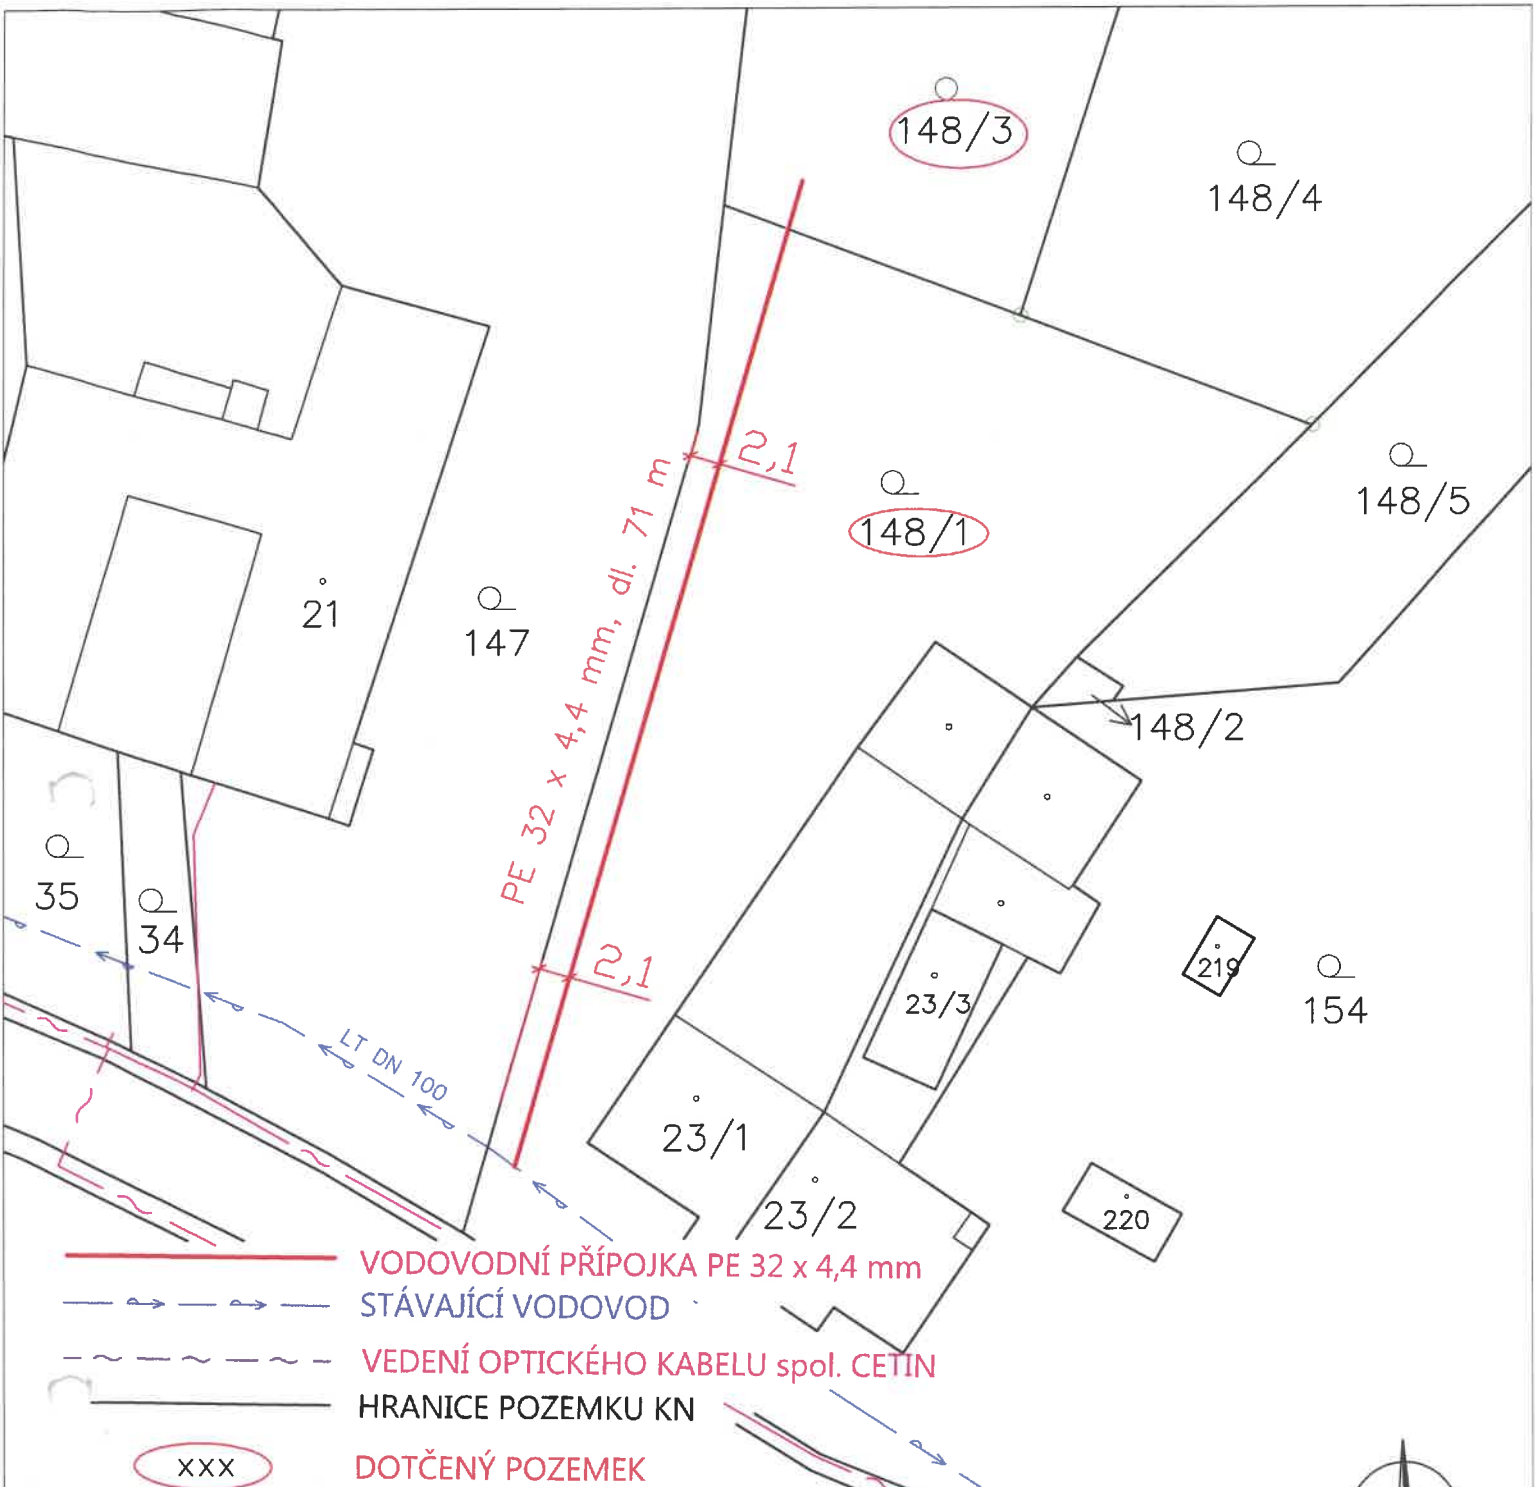 148/3
148/4
2,1
148/1
148/5
PE 32 x 4,4 mm, dl. 71 m
21
147
148/2
35
34
2,1
219
23/3
154
LT DN 100
23/1
23/2
220
VODOVODNÍ PŘÍPOJKA PE 32 x 4,4 mm
STÁVAJÍCÍ VODOVOD
VEDENÍ OPTICKÉHO KABELU spol. CETIN
HRANICE POZEMKU KN
xxx DOTČENÝ POZEMEK